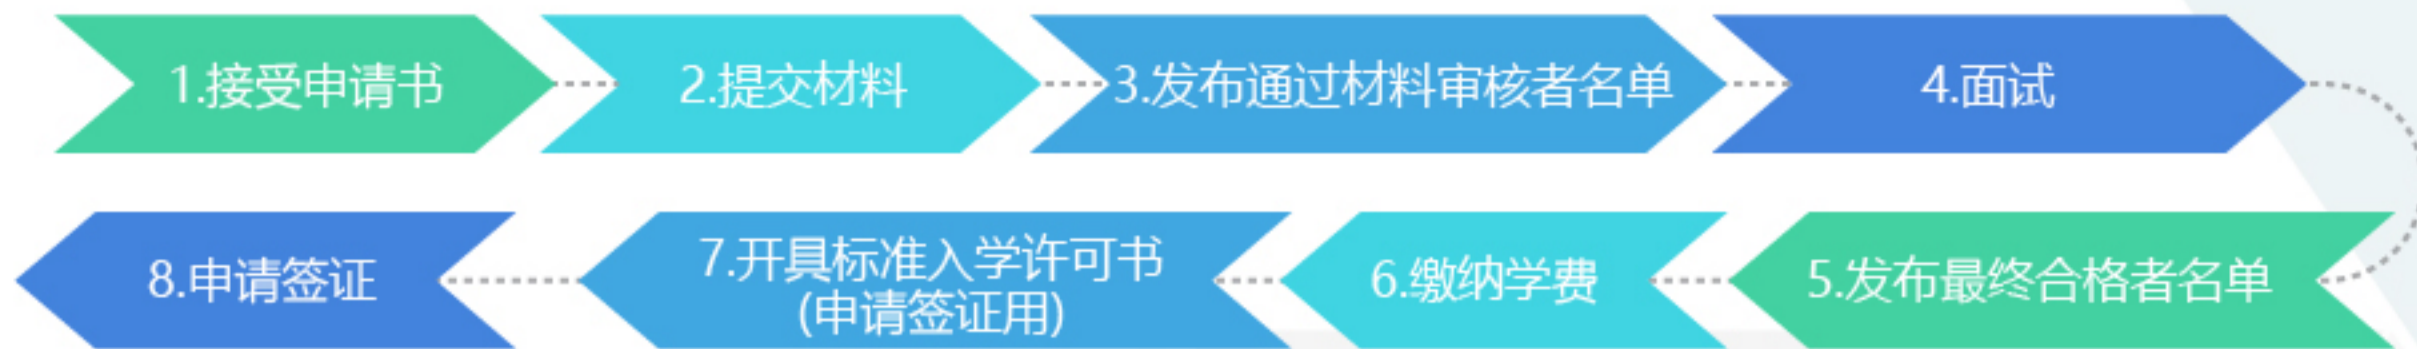 1.接受申请书
2.提交材料
3.发布通过材料审核者名单
4.面试
5.发布最终合格者名单
6.缴纳学费
7.开具标准入学许可书
(申请签证用)
8.申请签证